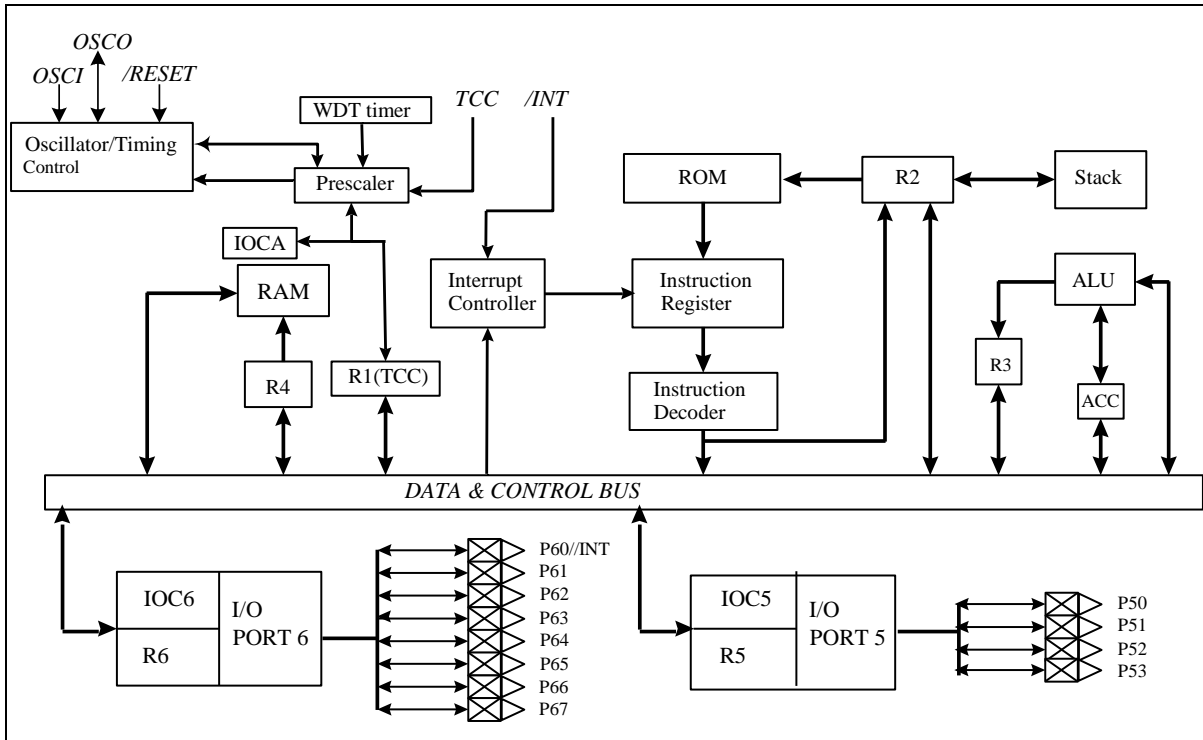 OSCO
OSCI
/RESET
TCC
/INT
WDT timer
Oscillator/Timing
Control
Prescaler
ROM
R2
Stack
IOCA
RAM
Interrupt
Controller
Instruction
Register
ALU
R4
R1(TCC)
Instruction
Decoder
R3
ACC
DATA & CONTROL BUS
IOC6
R6
I/O
PORT 6
P60//INT
P61
P62
P63
P64
P65
P66
P67
IOC5
R5
I/O
PORT 5
P50
P51
P52
P53